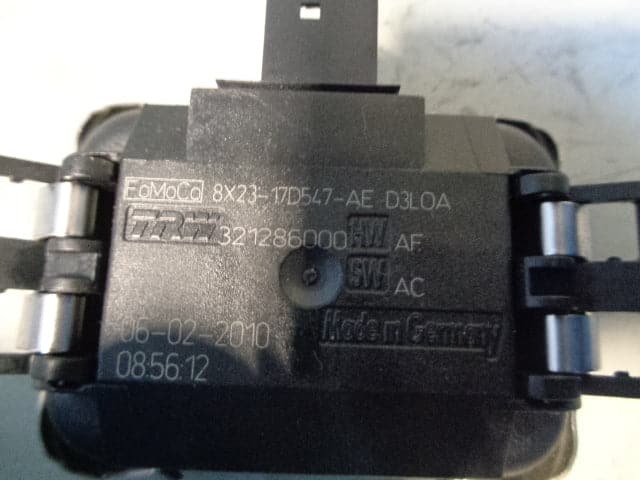 FoMoCo 8X23-17D547-AE D3LOA
TRW 321286000 HW AF
SW AC
06-02-2010 Made in Germany
08:56:12